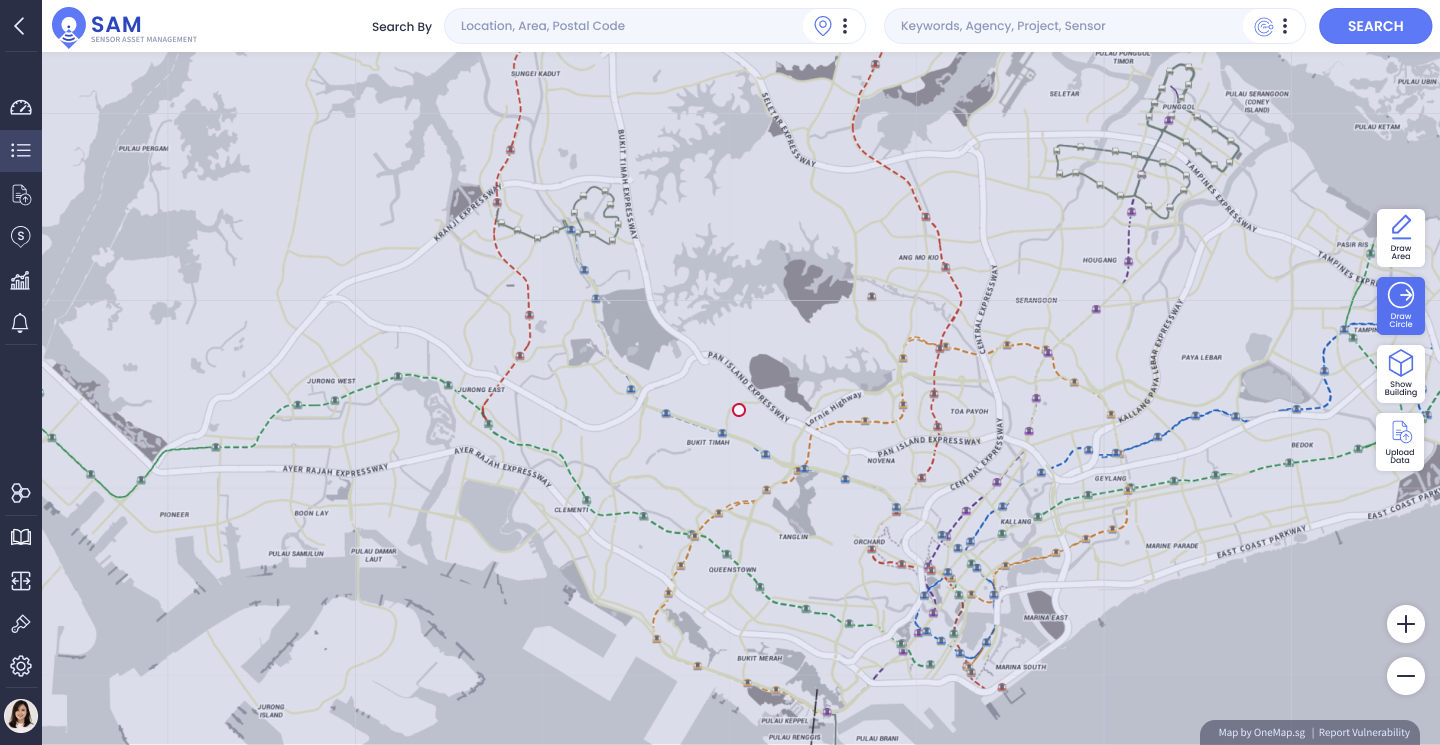 SAM
SENSOR ASSET MANAGEMENT
Search By
Location, Area, Postal Code
Keywords, Agency, Project, Sensor
SEARCH
SUNGEI KADUT
PULAU PUNGGOL
TIMOR
PULAU UBIN
SELETAR
PUNGGOL
PULAU SERANGOON
(CONEY
ISLAND)
PULAU KETAM
SELETAR EXPRESSWAY
BUKIT TIMAH EXPRESSWAY
PULAU PERGAM
KRANJI EXPRESSWAY
TAMPINES EXPRESSWAY
PASIR RIS
Draw
Area
ANG MO KIO
HOUGANG
TAMPINES EXPRES
SERANGOON
CENTRAL EXPRESSWAY
KALLANG PAYA LEBAR EXPRESSWAY
Draw
Circle
TAMPIN
PAYA LEBAR
PAN ISLAND EXPRESSWAY
JURONG WEST
JURONG EAST
Show
Building
Lornie Highway
TOA PAYOH
BUKIT TIMAH
PAN ISLAND EXPRESSWAY
NOVENA
BEDOK
Upload
Data
AYER RAJAH EXPRESSWAY
AYER RAJAH EXPRESSWAY
CENTRAL EXPRESSWAY
GEYLANG
EAST COAST PARKW
CLEMENTI
PIONEER
BOON LAY
KALLANG
TANGLIN
ORCHARD
MARINE PARADE
EAST COAST PARKWAY
PULAU SAMULUN
PULAU DAMAR
LAUT
QUEENSTOWN
MARINA EAST
BUKIT MERAH
MARINA SOUTH
JURONG
ISLAND
PULAU KEPPEL
PULAU RENGGIS
PULAU BRANI
Map by OneMap.sg | Report Vulnerability